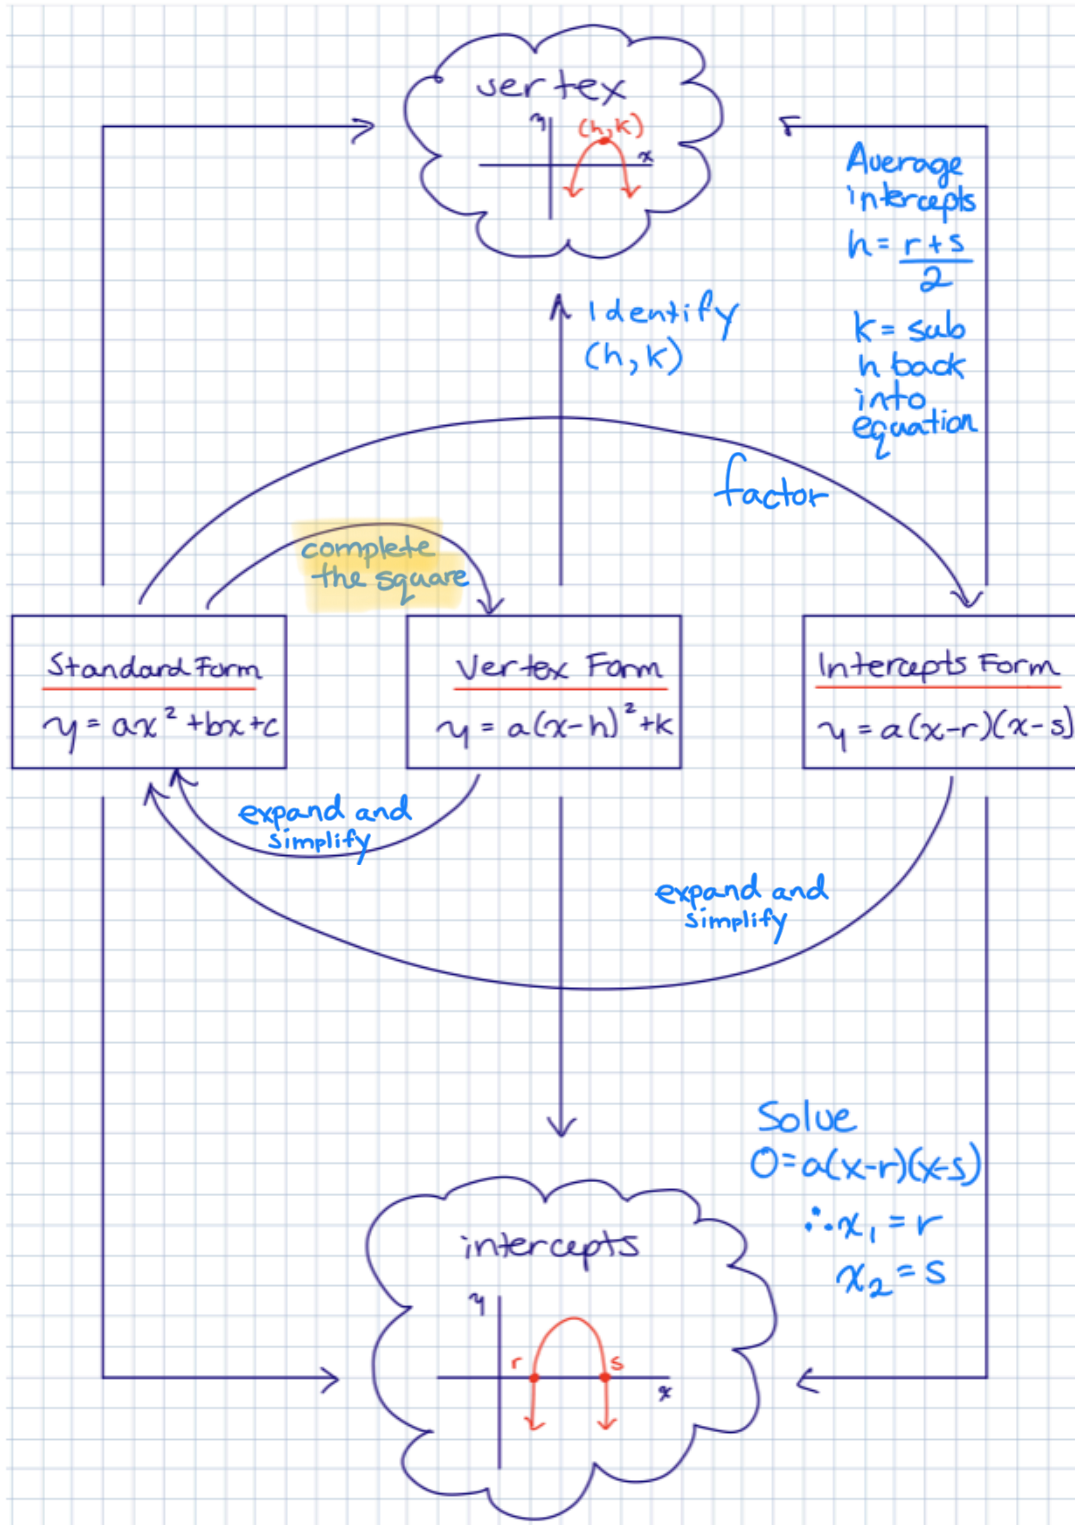 vertex
y
(h,k)
x
Average
intercepts
h = r+s
2
Identify
(h,k)
k = sub
h back
into
equation
factor
complete
the square
Standard Form
y = ax² + bx + c
Vertex Form
y = a(x-h)² + k
Intercepts Form
y = a(x-r)(x-s)
expand and
simplify
expand and
simplify
Solve
0 = a(x-r)(x-s)
∴ x₁ = r
x₂ = s
intercepts
y
r
s
x